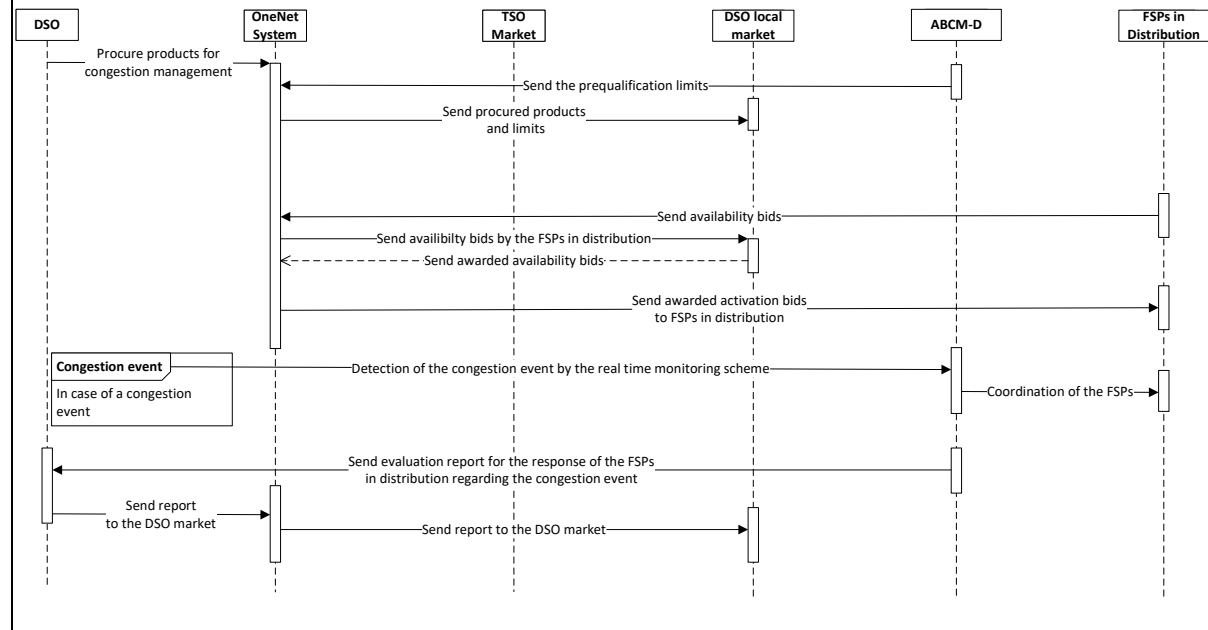 DSO
OneNet
System
TSO
Market
DSO local
market
ABCM-D
FSPs in
Distribution
Procure products for
congestion management
Send the prequalification limits
Send procured products
and limits
Send availability bids
Send availibilty bids by the FSPs in distribution
Send awarded availability bids
Send awarded activation bids
to FSPs in distribution
Congestion event
In case of a congestion
event
Detection of the congestion event by the real time monitoring scheme
Coordination of the FSPs
Send evaluation report for the response of the FSPs
in distribution regarding the congestion event
Send report
to the DSO market
Send report to the DSO market